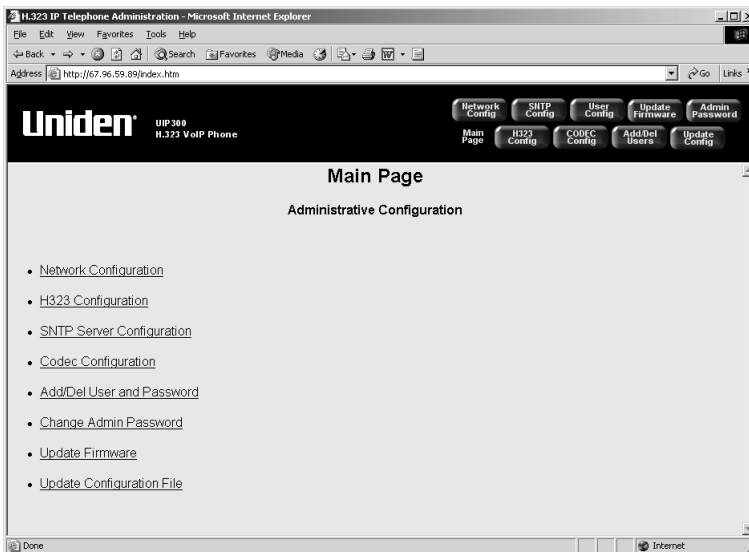 H.323 IP Telephone Administration - Microsoft Internet Explorer
File Edit View Favorites Tools Help
Back Search Favorites Media
Address http://67.96.59.89/index.htm Go Links
Uniden
UIP300
H.323 VoIP Phone
Network Config SNTP Config User Config Update Firmware Admin Password
Main Page H323 Config CODEC Config Add/Del Users Update Config
Main Page
Administrative Configuration
• Network Configuration
• H323 Configuration
• SNTP Server Configuration
• Codec Configuration
• Add/Del User and Password
• Change Admin Password
• Update Firmware
• Update Configuration File
Done Internet